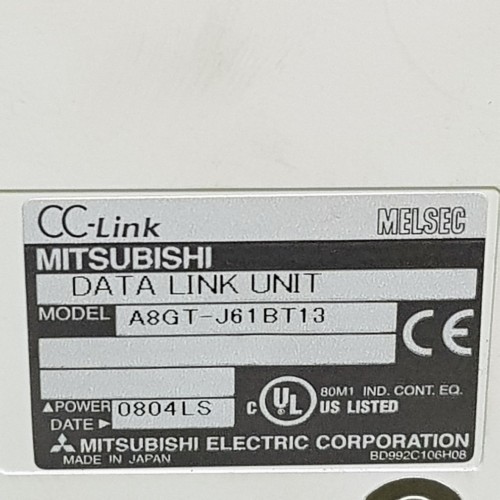 CC-Link MELSEC
MITSUBISHI
DATA LINK UNIT
MODEL A8GT-J61BT13
CE
80M1 IND. CONT. EQ.
▲POWER 0804LS C UL US LISTED
DATE ▶
MITSUBISHI ELECTRIC CORPORATION
MADE IN JAPAN BD992C106H08